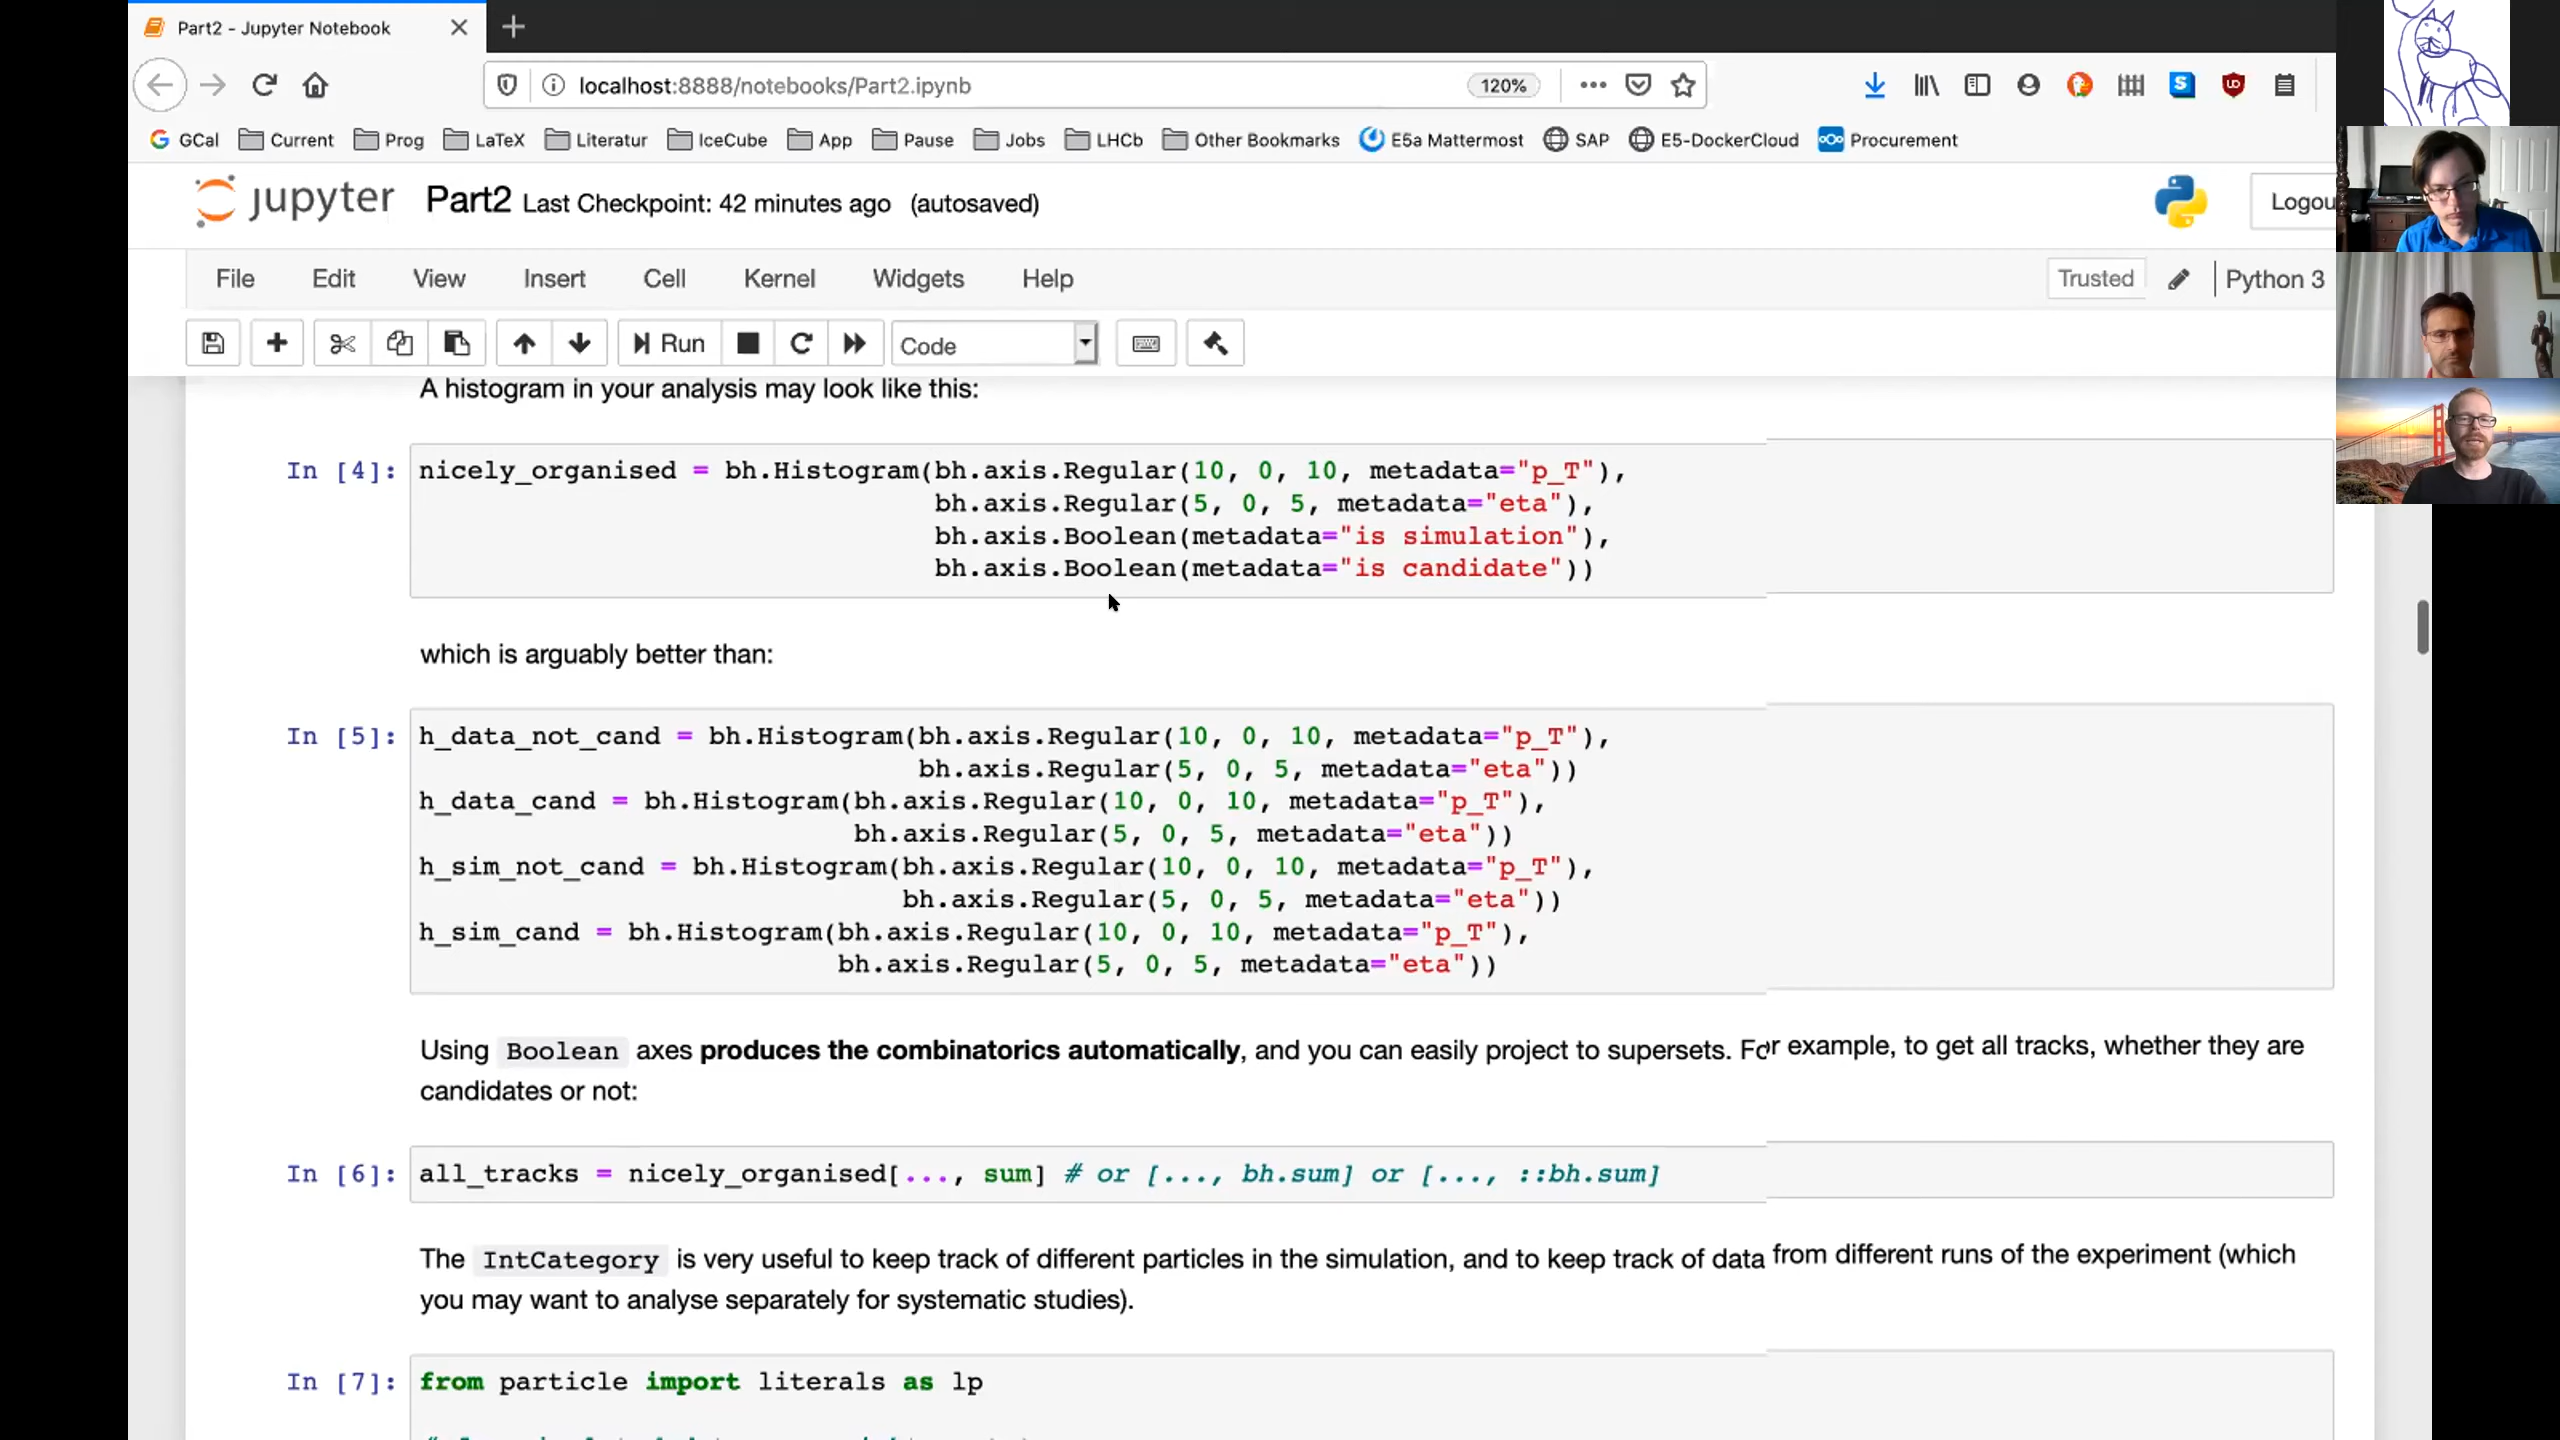 Part2 - Jupyter Notebook
localhost:8888/notebooks/Part2.ipynb
120%
GCal Current Prog LaTeX Literatur IceCube App Pause Jobs LHCb Other Bookmarks E5a Mattermost SAP E5-DockerCloud Procurement
jupyter Part2 Last Checkpoint: 42 minutes ago (autosaved)
Logou
File Edit View Insert Cell Kernel Widgets Help
Trusted Python 3
Run Code
A histogram in your analysis may look like this:
In [4]: nicely_organised = bh.Histogram(bh.axis.Regular(10, 0, 10, metadata="p_T"),
bh.axis.Regular(5, 0, 5, metadata="eta"),
bh.axis.Boolean(metadata="is simulation"),
bh.axis.Boolean(metadata="is candidate"))
which is arguably better than:
In [5]: h_data_not_cand = bh.Histogram(bh.axis.Regular(10, 0, 10, metadata="p_T"),
bh.axis.Regular(5, 0, 5, metadata="eta"))
h_data_cand = bh.Histogram(bh.axis.Regular(10, 0, 10, metadata="p_T"),
bh.axis.Regular(5, 0, 5, metadata="eta"))
h_sim_not_cand = bh.Histogram(bh.axis.Regular(10, 0, 10, metadata="p_T"),
bh.axis.Regular(5, 0, 5, metadata="eta"))
h_sim_cand = bh.Histogram(bh.axis.Regular(10, 0, 10, metadata="p_T"),
bh.axis.Regular(5, 0, 5, metadata="eta"))
Using Boolean axes produces the combinatorics automatically, and you can easily project to supersets. For example, to get all tracks, whether they are
candidates or not:
In [6]: all_tracks = nicely_organised[..., sum] # or [..., bh.sum] or [..., ::bh.sum]
The IntCategory is very useful to keep track of different particles in the simulation, and to keep track of data from different runs of the experiment (which
you may want to analyse separately for systematic studies).
In [7]: from particle import literals as lp